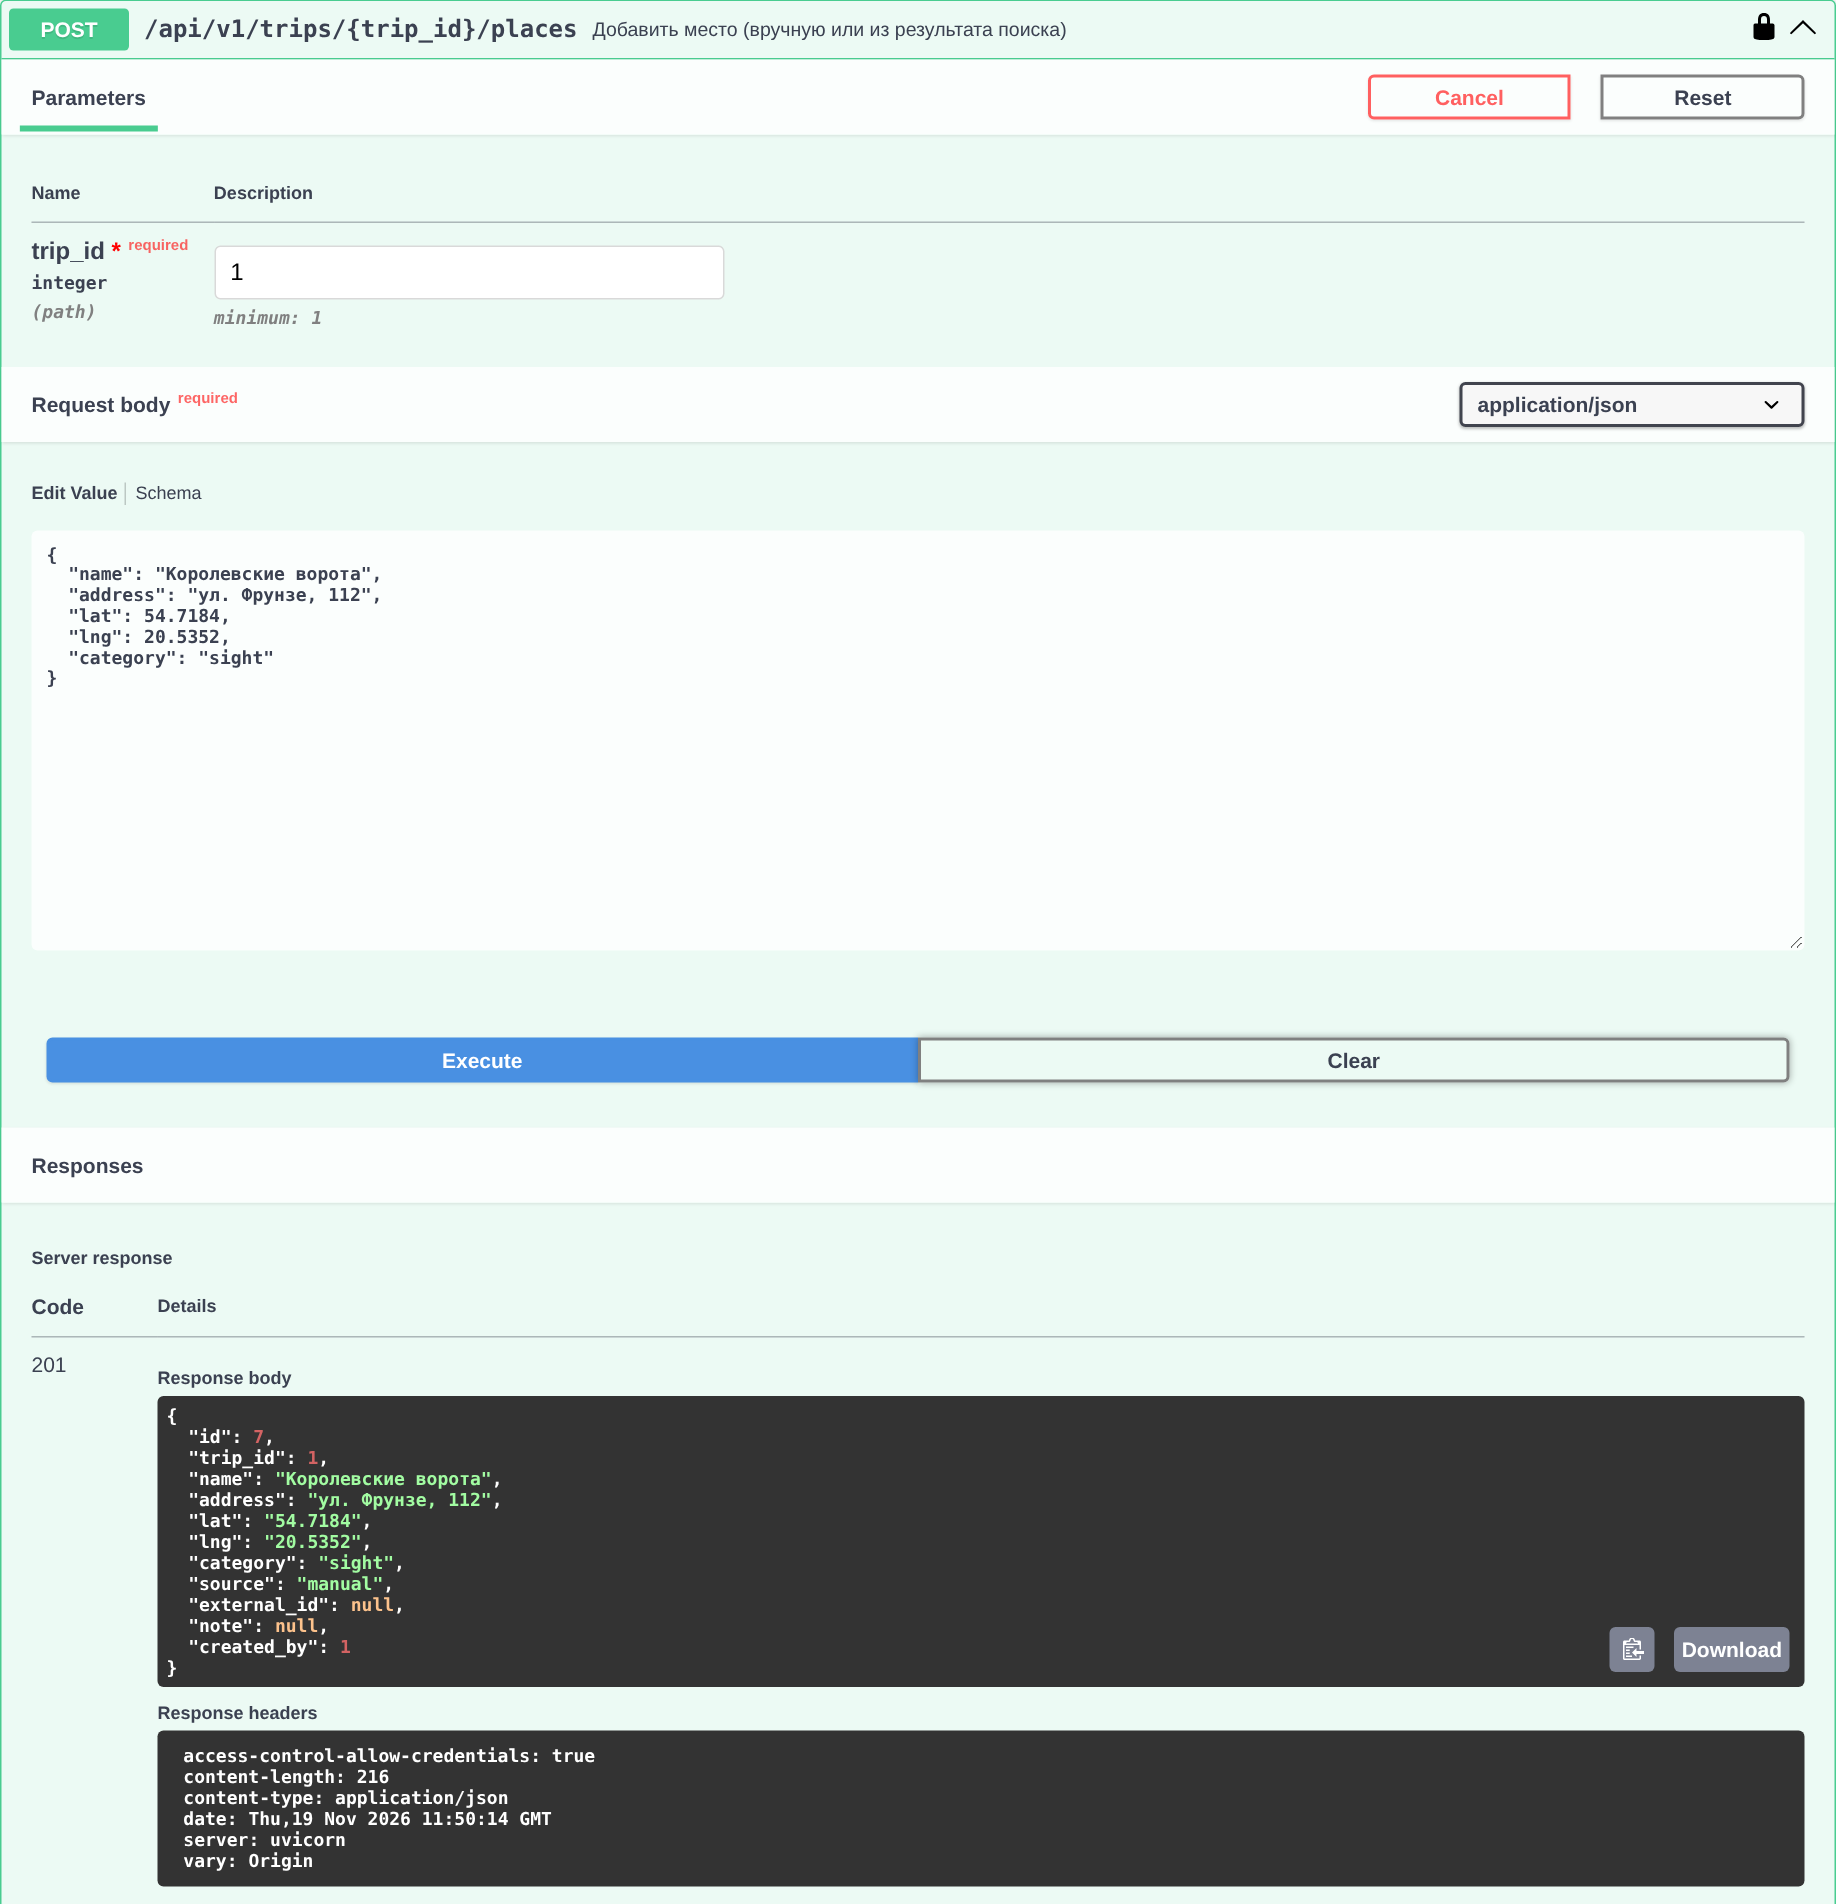 POST /api/v1/trips/{trip_id}/places Добавить место (вручную или из результата поиска)
Parameters
Cancel
Reset
Name Description
trip_id * required
integer
(path)
1
minimum: 1
Request body required
application/json
Edit Value | Schema
{
  "name": "Королевские ворота",
  "address": "ул. Фрунзе, 112",
  "lat": 54.7184,
  "lng": 20.5352,
  "category": "sight"
}
Execute
Clear
Responses
Server response
Code Details
201
Response body
{
  "id": 7,
  "trip_id": 1,
  "name": "Королевские ворота",
  "address": "ул. Фрунзе, 112",
  "lat": "54.7184",
  "lng": "20.5352",
  "category": "sight",
  "source": "manual",
  "external_id": null,
  "note": null,
  "created_by": 1
}
Download
Response headers
access-control-allow-credentials: true
content-length: 216
content-type: application/json
date: Thu,19 Nov 2026 11:50:14 GMT
server: uvicorn
vary: Origin